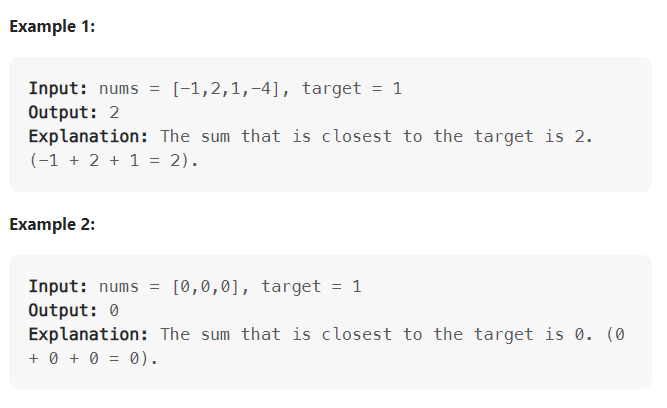 Example 1:
Input: nums = [-1,2,1,-4], target = 1
Output: 2
Explanation: The sum that is closest to the target is 2.
(-1 + 2 + 1 = 2).
Example 2:
Input: nums = [0,0,0], target = 1
Output: 0
Explanation: The sum that is closest to the target is 0. (0
+ 0 + 0 = 0).